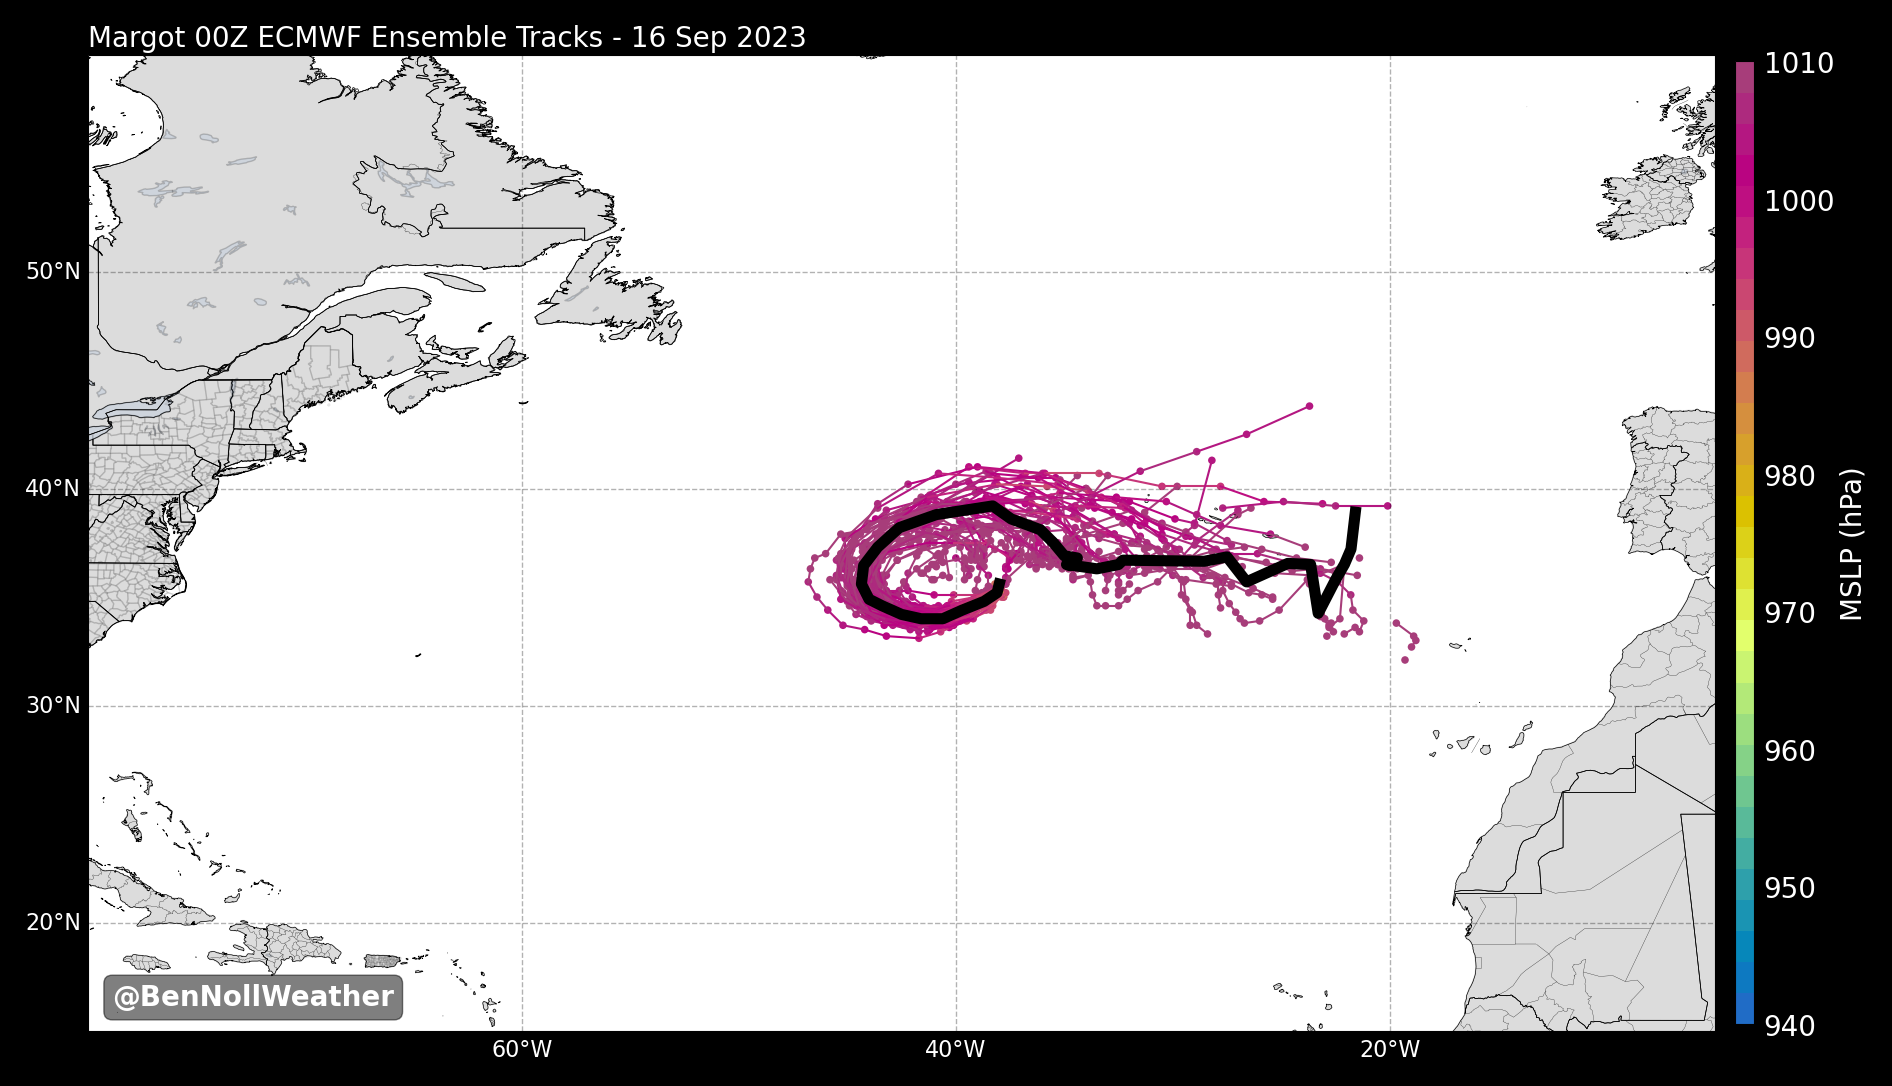 Margot 00Z ECMWF Ensemble Tracks - 16 Sep 2023
1010
1000
990
980
970
960
950
940
MSLP (hPa)
50°N
40°N
30°N
20°N
60°W
40°W
20°W
@BenNollWeather